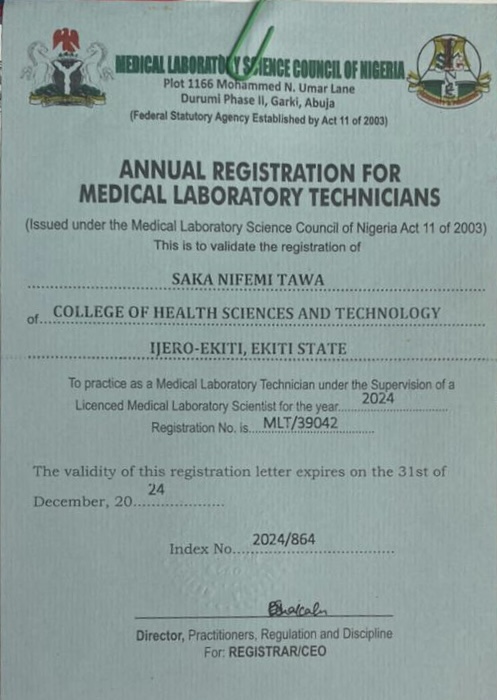 MEDICAL LABORATORY SCIENCE COUNCIL OF NIGERIA
Plot 1166 Mohammed N. Umar Lane
Durumi Phase II, Garki, Abuja
(Federal Statutory Agency Established by Act 11 of 2003)
ANNUAL REGISTRATION FOR
MEDICAL LABORATORY TECHNICIANS
(Issued under the Medical Laboratory Science Council of Nigeria Act 11 of 2003)
This is to validate the registration of
SAKA NIFEMI TAWA
of COLLEGE OF HEALTH SCIENCES AND TECHNOLOGY
IJERO-EKITI, EKITI STATE
To practice as a Medical Laboratory Technician under the Supervision of a
Licenced Medical Laboratory Scientist for the year 2024
Registration No. is MLT/39042
The validity of this registration letter expires on the 31st of
December, 20 24
Index No. 2024/864
Director, Practitioners, Regulation and Discipline
For: REGISTRAR/CEO